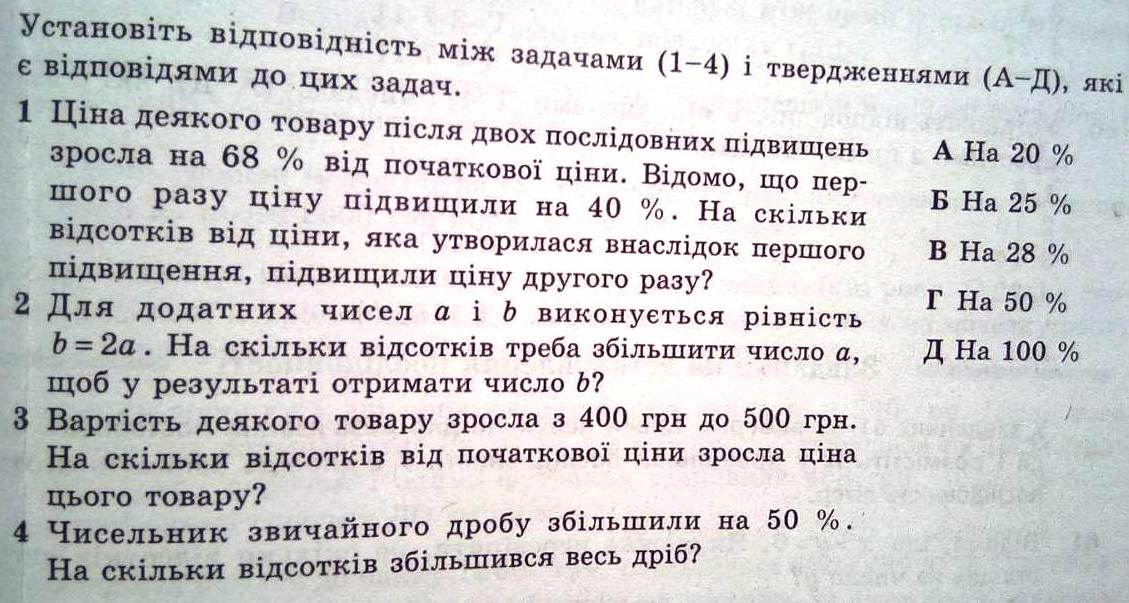 Установіть відповідність між задачами (1–4) і твердженнями (А–Д), які
є відповідями до цих задач.
1 Ціна деякого товару після двох послідовних підвищень
зросла на 68 % від початкової ціни. Відомо, що пер-
шого разу ціну підвищили на 40 %. На скільки
відсотків від ціни, яка утворилася внаслідок першого
підвищення, підвищили ціну другого разу?
2 Для додатних чисел a і b виконується рівність
b = 2a. На скільки відсотків треба збільшити число a,
щоб у результаті отримати число b?
3 Вартість деякого товару зросла з 400 грн до 500 грн.
На скільки відсотків від початкової ціни зросла ціна
цього товару?
4 Чисельник звичайного дробу збільшили на 50 %.
На скільки відсотків збільшився весь дріб?
А На 20 %
Б На 25 %
В На 28 %
Г На 50 %
Д На 100 %